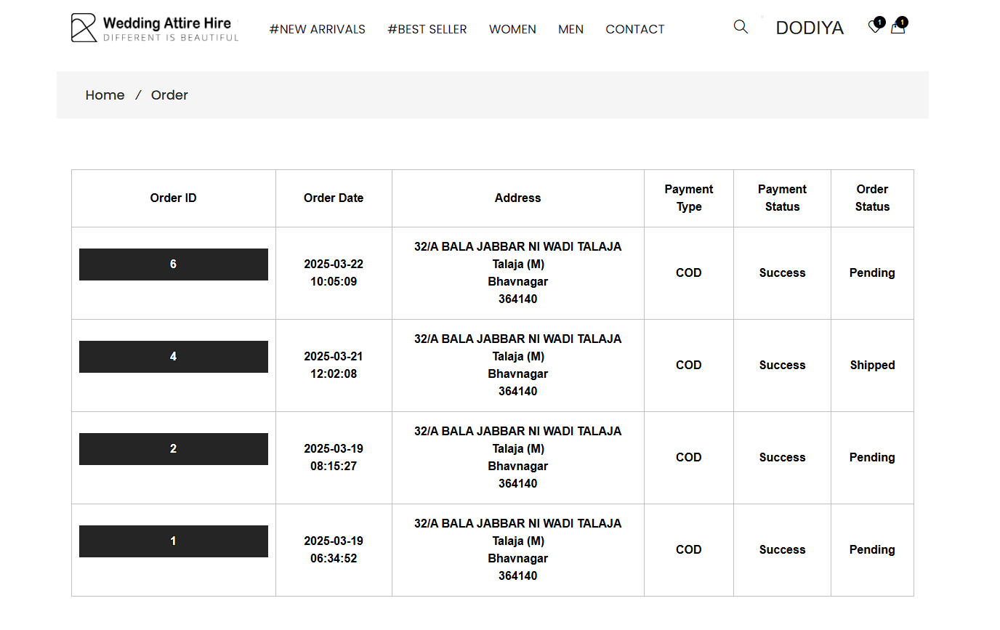 Wedding Attire Hire
DIFFERENT IS BEAUTIFUL
#NEW ARRIVALS #BEST SELLER WOMEN MEN CONTACT DODIYA 1 1
Home / Order
Order ID Order Date Address Payment Type Payment Status Order Status
6 2025-03-22 10:05:09 32/A BALA JABBAR NI WADI TALAJA
Talaja (M)
Bhavnagar
364140 COD Success Pending
4 2025-03-21 12:02:08 32/A BALA JABBAR NI WADI TALAJA
Talaja (M)
Bhavnagar
364140 COD Success Shipped
2 2025-03-19 08:15:27 32/A BALA JABBAR NI WADI TALAJA
Talaja (M)
Bhavnagar
364140 COD Success Pending
1 2025-03-19 06:34:52 32/A BALA JABBAR NI WADI TALAJA
Talaja (M)
Bhavnagar
364140 COD Success Pending